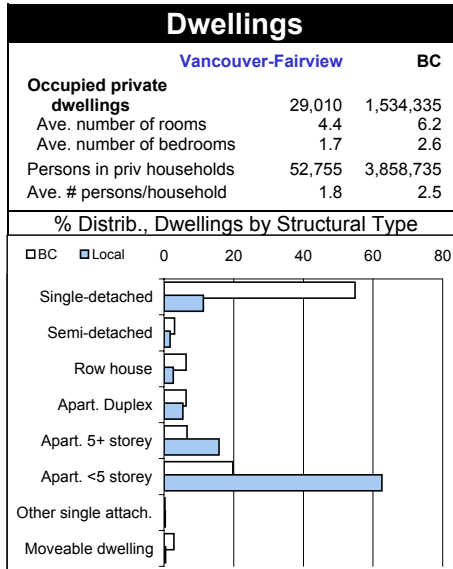 Dwellings
Vancouver-Fairview BC
Occupied private
dwellings 29,010 1,534,335
Ave. number of rooms 4.4 6.2
Ave. number of bedrooms 1.7 2.6
Persons in priv households 52,755 3,858,735
Ave. # persons/household 1.8 2.5
% Distrib., Dwellings by Structural Type
BC Local 0 20 40 60 80
Single-detached
Semi-detached
Row house
Apart. Duplex
Apart. 5+ storey
Apart. <5 storey
Other single attach.
Moveable dwelling